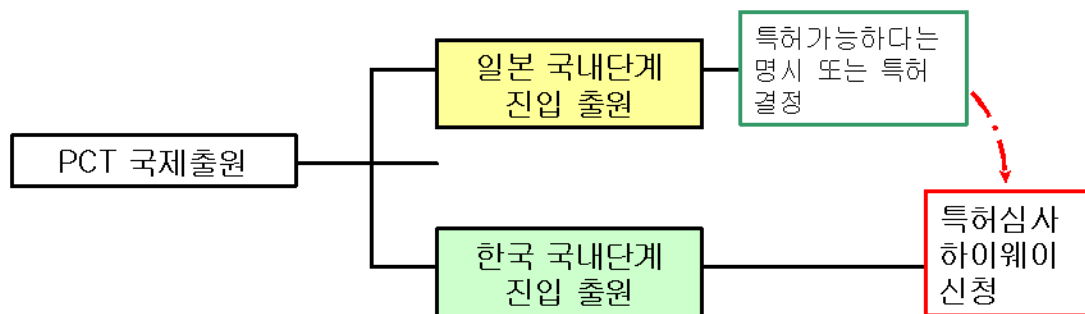 일본 국내단계
진입 출원
특허가능하다는
명시 또는 특허
결정
PCT 국제출원
한국 국내단계
진입 출원
특허심사
하이웨이
신청